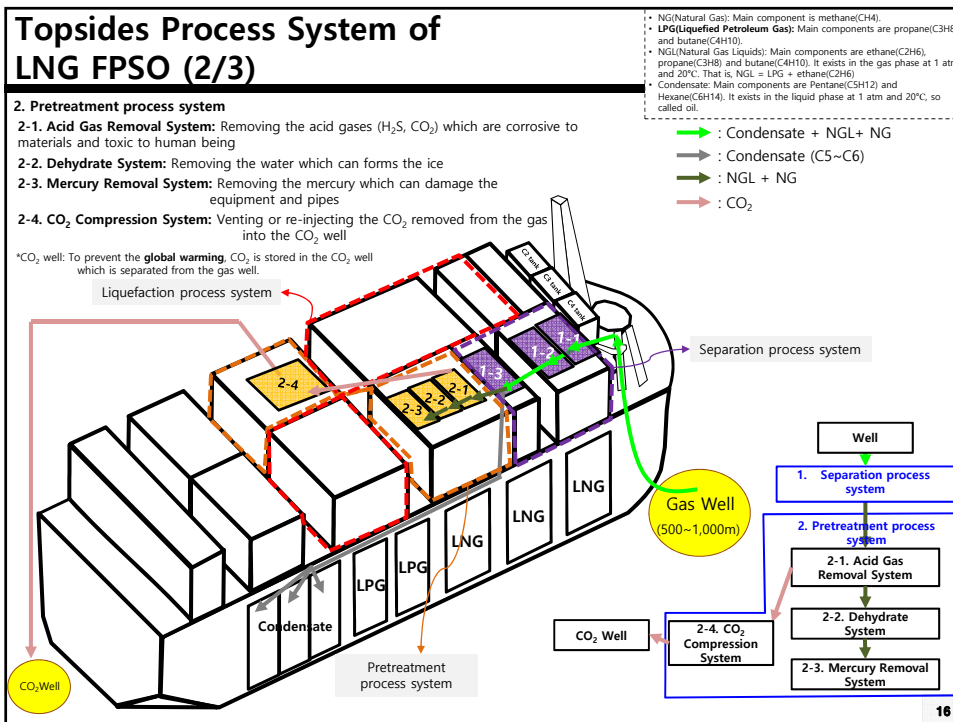 Topsides Process System of
LNG FPSO (2/3)
• NG(Natural Gas): Main component is methane(CH4).
• LPG(Liquefied Petroleum Gas): Main components are propane(C3H8
and butane(C4H10).
• NGL(Natural Gas Liquids): Main components are ethane(C2H6),
propane(C3H8) and butane(C4H10). It exists in the gas phase at 1 atm
and 20℃. That is, NGL = LPG + ethane(C2H6)
• Condensate: Main components are Pentane(C5H12) and
Hexane(C6H14). It exists in the liquid phase at 1 atm and 20℃, so
called oil.
2. Pretreatment process system
2-1. Acid Gas Removal System: Removing the acid gases (H₂S, CO₂) which are corrosive to
materials and toxic to human being
2-2. Dehydrate System: Removing the water which can forms the ice
2-3. Mercury Removal System: Removing the mercury which can damage the
equipment and pipes
2-4. CO₂ Compression System: Venting or re-injecting the CO₂ removed from the gas
into the CO₂ well
*CO₂ well: To prevent the global warming, CO₂ is stored in the CO₂ well
which is separated from the gas well.
: Condensate + NGL+ NG
: Condensate (C5~C6)
: NGL + NG
: CO₂
Liquefaction process system
C2 tank
C3 tank
C4 tank
1-1
1-2
1-3
Separation process system
2-4
2-1
2-2
2-3
LNG
LNG
LNG
LPG
LPG
Condensate
Gas Well
(500~1,000m)
CO₂Well
Pretreatment
process system
Well
1. Separation process
system
2. Pretreatment process
system
2-1. Acid Gas
Removal System
2-2. Dehydrate
System
2-3. Mercury Removal
System
2-4. CO₂
Compression
System
CO₂ Well
16